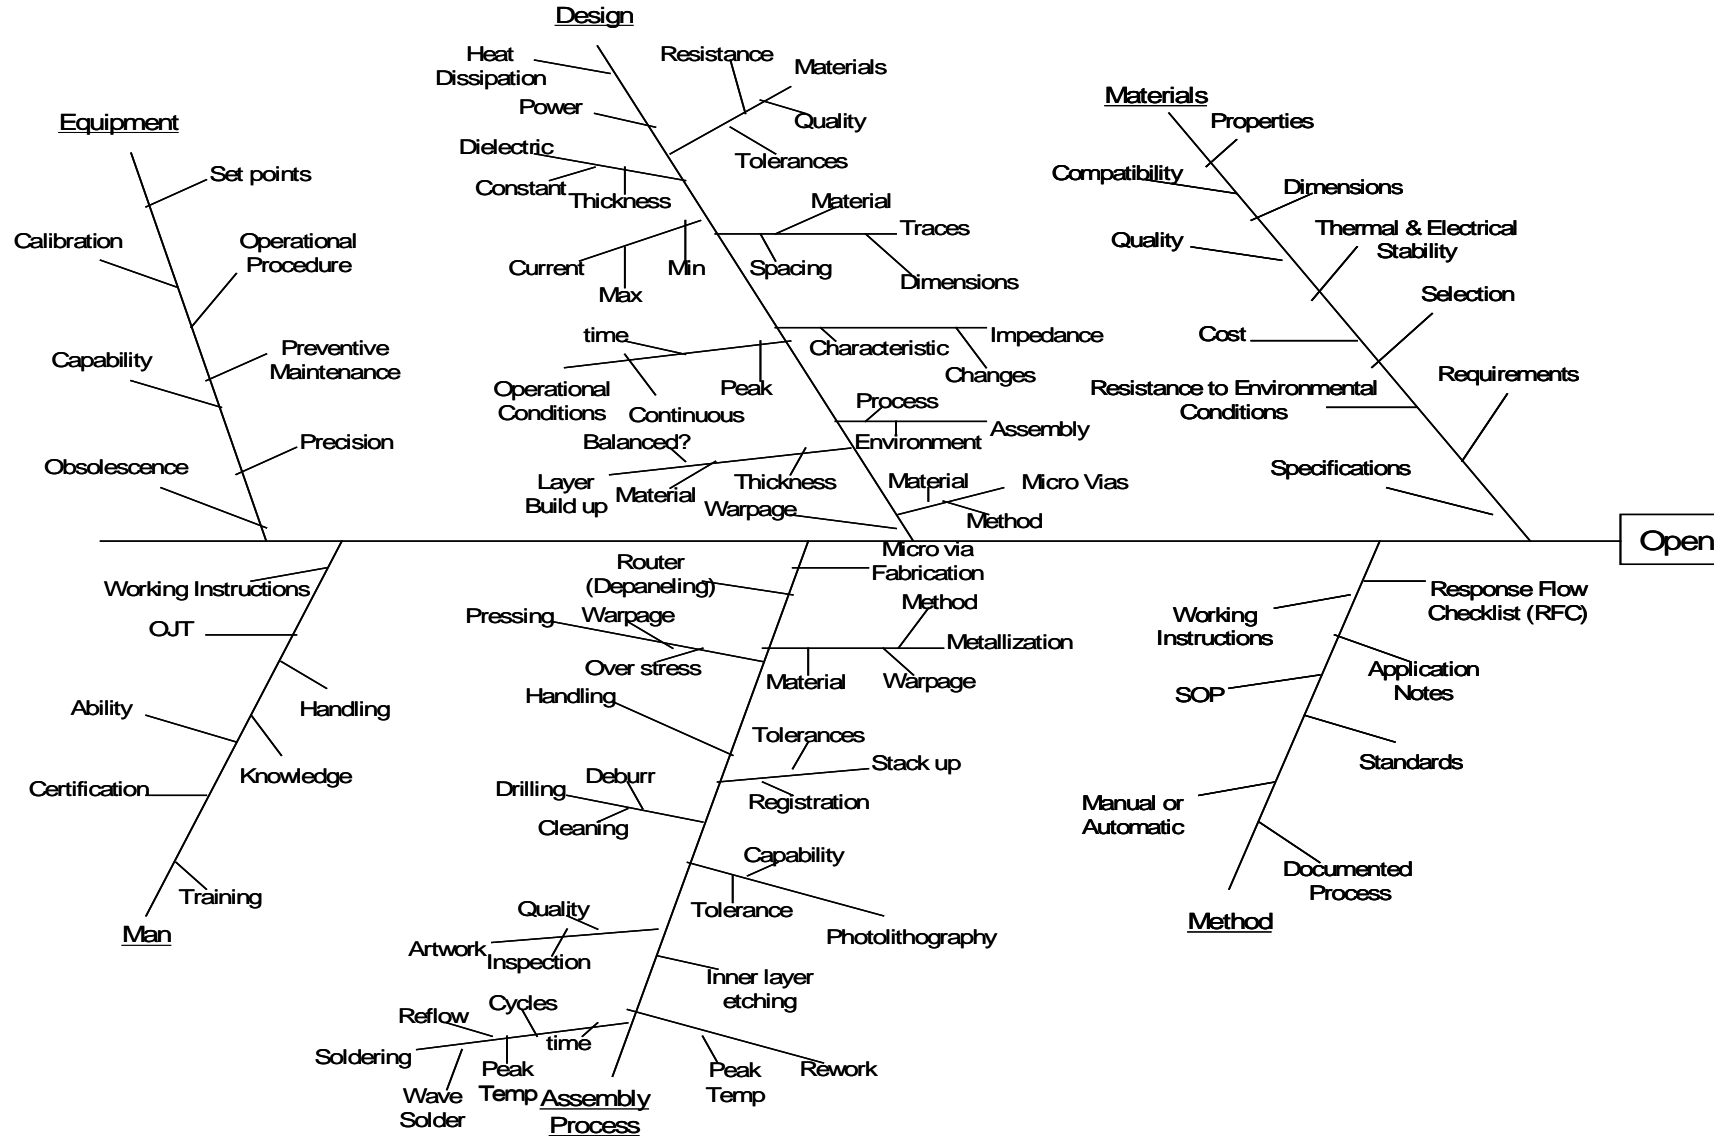 Design
Heat
Dissipation
Resistance
Materials
Power
Quality
Tolerances
Dielectric
Constant
Thickness
Material
Traces
Spacing
Dimensions
Current
Min
Max
time
Operational
Conditions
Continuous
Peak
Impedance
Characteristic
Changes
Process
Assembly
Environment
Balanced?
Layer
Build up
Material
Thickness
Warpage
Material
Micro Vias
Method
Equipment
Set points
Calibration
Operational
Procedure
Capability
Preventive
Maintenance
Precision
Obsolescence
Materials
Properties
Compatibility
Dimensions
Quality
Thermal & Electrical
Stability
Selection
Cost
Resistance to Environmental
Conditions
Requirements
Specifications
Open
Working Instructions
OJT
Handling
Ability
Knowledge
Certification
Training
Man
Micro via
Fabrication
Router
(Depaneling)
Pressing
Warpage
Over stress
Method
Metallization
Material
Warpage
Handling
Tolerances
Stack up
Registration
Drilling
Deburr
Cleaning
Capability
Tolerance
Photolithography
Quality
Artwork
Inspection
Inner layer
etching
Cycles
Reflow
Soldering
time
Peak
Temp
Wave
Solder
Peak
Temp
Rework
Assembly
Process
Response Flow
Checklist (RFC)
Working
Instructions
Application
Notes
SOP
Standards
Manual or
Automatic
Documented
Process
Method